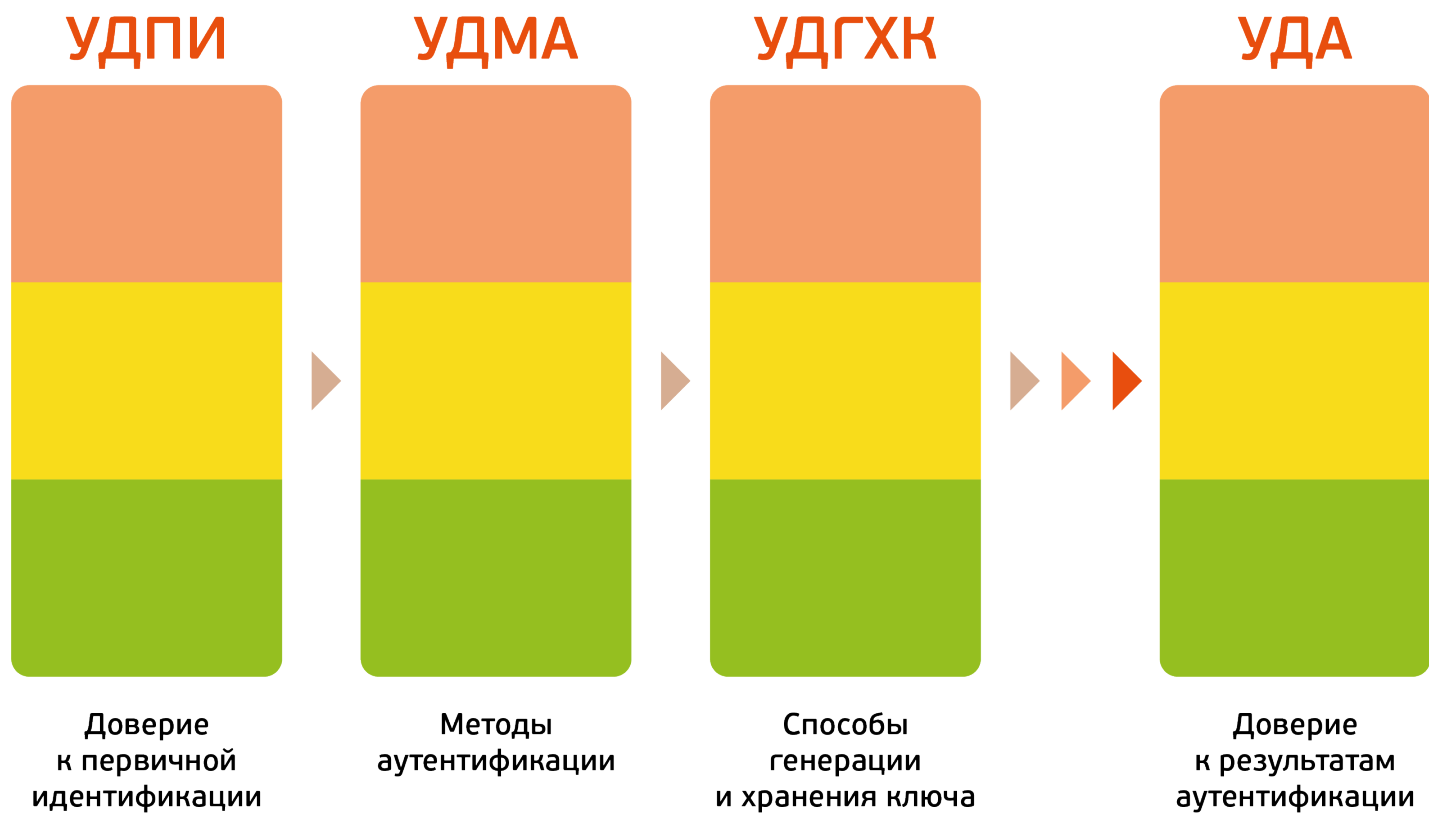 УДПИ
УДМА
УДГХК
УДА
Доверие
к первичной
идентификации
Методы
аутентификации
Способы
генерации
и хранения ключа
Доверие
к результатам
аутентификации